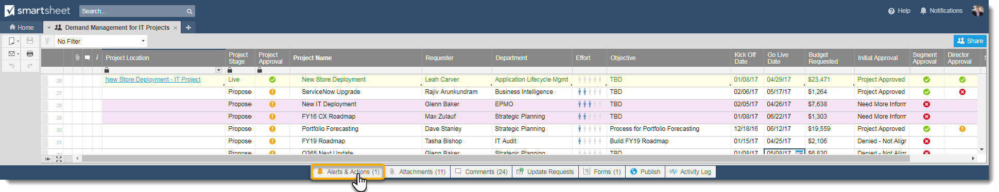 smartsheet Search... Help Notifications
Home Demand Management for IT Projects × +
No Filter Share
i Project Location Project Stage Project Approval Project Name Requester Department Effort Objective Kick Off Date Go Live Date Budget Requested Initial Approval Segment Approval Director Approval S
26 New Store Deployment - IT Project Live New Store Deployment Leah Carver Application Lifecycle Mgmt TBD 01/08/17 04/29/17 $23,471 Project Approved
27 Propose ServiceNow Upgrade Rajiv Arunkundram Business Intelligence TBD 02/06/17 05/17/17 $1,264 Project Approved
28 Propose New IT Deployment Glenn Baker EPMO TBD 02/05/17 04/26/17 $7,638 Need More Inform
29 Propose FY16 CX Roadmap Max Zulauf Strategic Planning TBD 01/08/17 06/22/17 $1,303 Need More Inform
30 Propose Portfolio Forecasting Dave Stanley Strategic Planning Process for Portfolio Forecasting 12/18/16 06/12/17 $19,559 Project Approved
31 Propose FY19 Roadmap Tasha Bishop IT Audit Build FY19 Roadmap 01/15/17 04/25/17 $2,106 Denied - Not Aligr
32 Propose O365 Next Update Glenn Baker TBD 01/08/17 05/08/17 $6,820 Denied - Not Aligr
Alerts & Actions (1) Attachments (11) Comments (24) Update Requests Forms (1) Publish Activity Log